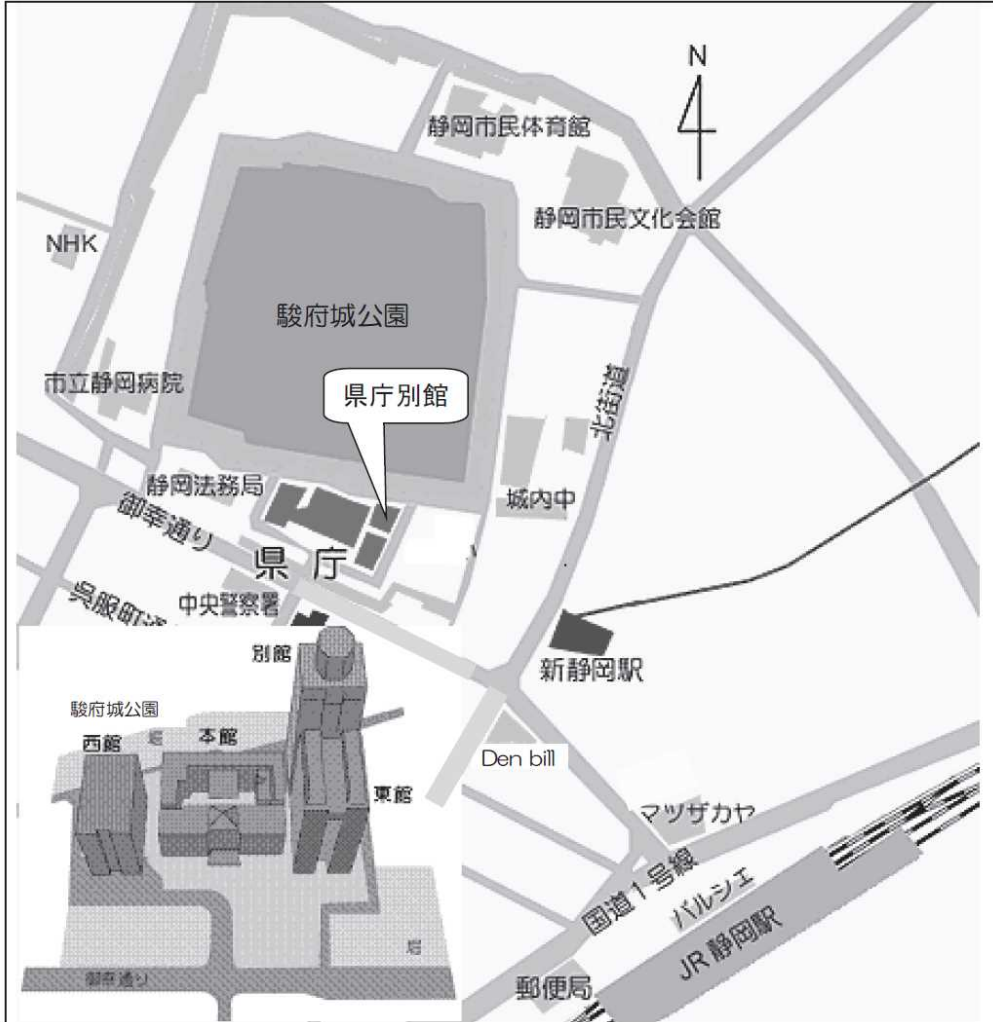 N
静岡市民体育館
静岡市民文化会館
NHK
駿府城公園
市立静岡病院
県庁別館
北街道
静岡法務局
城内中
御幸通り
県庁
中央警察署
呉服町通
新静岡駅
別館
駿府城公園
堀
西館
本館
東館
Den bill
マツザカヤ
国道1号線
パルシェ
JR 静岡駅
堀
御幸通り
郵便局